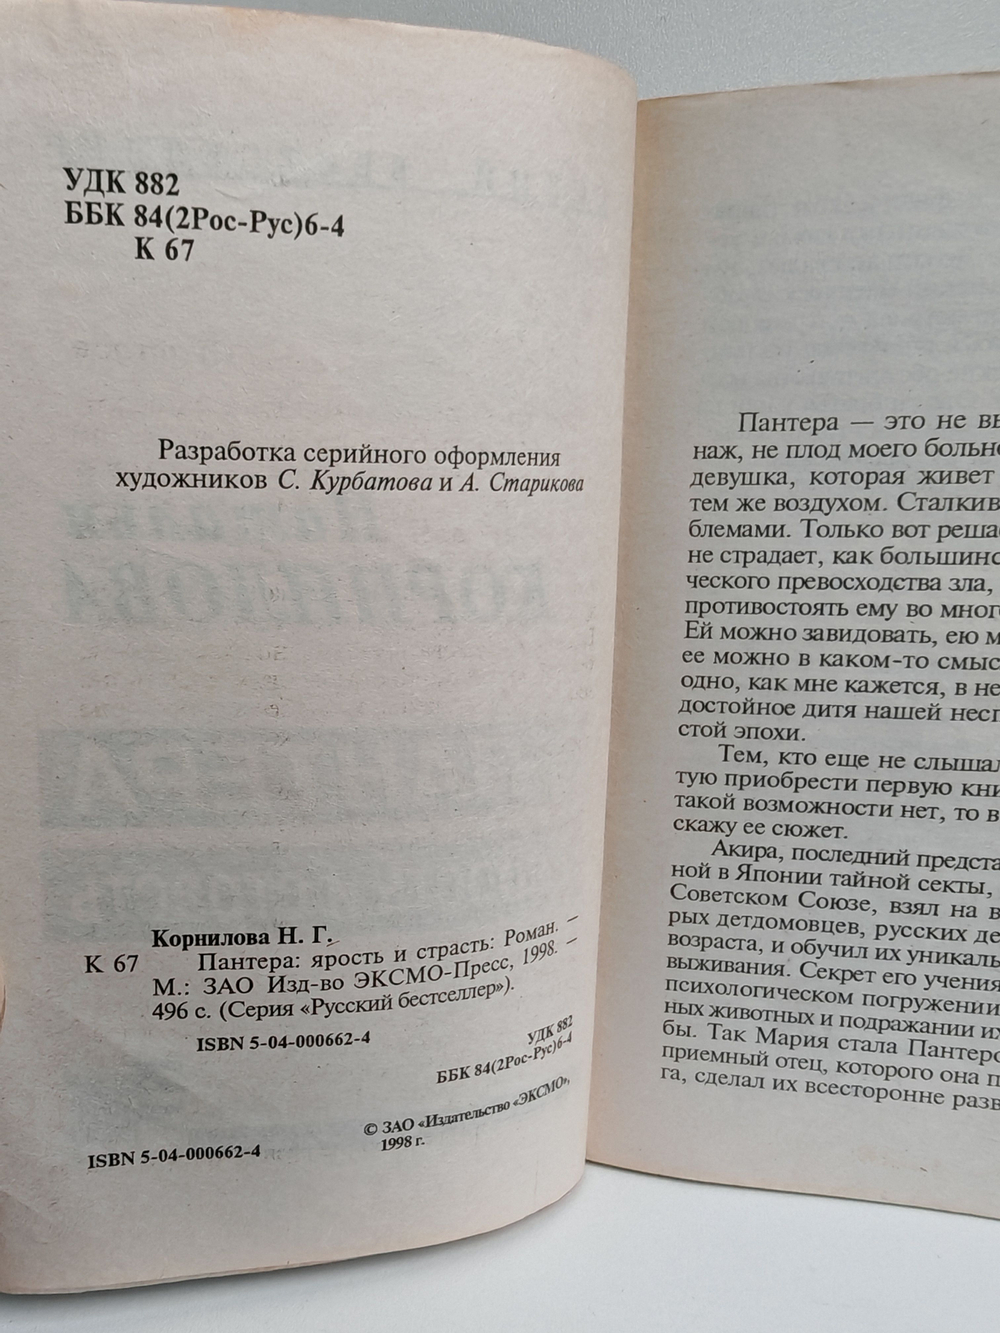 УДК 882
ББК 84(2Рос-Рус)6-4
К 67
Разработка серийного оформления
художников С. Курбатова и А. Старикова
Корнилова Н. Г.
К 67 Пантера: ярость и страсть: Роман. —
М.: ЗАО Изд-во ЭКСМО-Пресс, 1998. —
496 с. (Серия «Русский бестселлер»).
ISBN 5-04-000662-4
УДК 882
ББК 84(2Рос-Рус)6-4
© ЗАО «Издательство «ЭКСМО»,
1998 г.
ISBN 5-04-000662-4
Пантера — это не вы
наж, не плод моего больно
девушка, которая живет
тем же воздухом. Сталкив
блемами. Только вот реша
не страдает, как большинс
ческого превосходства зла,
противостоять ему во мног
Ей можно завидовать, ею м
ее можно в каком-то смыс
одно, как мне кажется, в не
достойное дитя нашей несп
стой эпохи.
Тем, кто еще не слышал
тую приобрести первую кни
такой возможности нет, то в
скажу ее сюжет.
Акира, последний предста
ной в Японии тайной секты,
Советском Союзе, взял на в
рых детдомовцев, русских де
возраста, и обучил их уникаль
выживания. Секрет его учения
психологическом погружении
ных животных и подражании их
бы. Так Мария стала Пантеро
приемный отец, которого она п
га, сделал их всесторонне разв